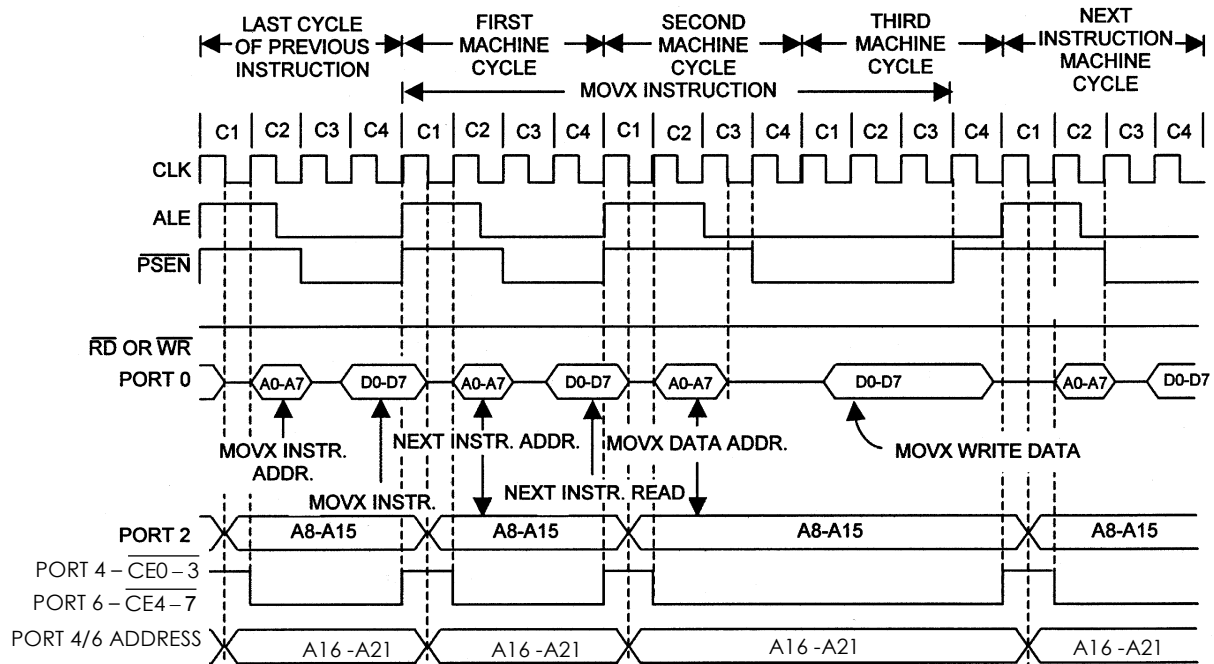 LAST CYCLE
OF PREVIOUS
INSTRUCTION
FIRST
MACHINE
CYCLE
SECOND
MACHINE
CYCLE
THIRD
MACHINE
CYCLE
NEXT
INSTRUCTION
MACHINE
CYCLE
MOVX INSTRUCTION
C1 C2 C3 C4 C1 C2 C3 C4 C1 C2 C3 C4 C1 C2 C3 C4 C1 C2 C3 C4
CLK
ALE
PSEN
RD OR WR
PORT 0 A0-A7 D0-D7 A0-A7 D0-D7 A0-A7 D0-D7 A0-A7 D0-D7
MOVX INSTR.
ADDR.
NEXT INSTR. ADDR.
MOVX DATA ADDR.
MOVX WRITE DATA
MOVX INSTR.
NEXT INSTR. READ
PORT 2 A8-A15 A8-A15 A8-A15 A8-A15
PORT 4 – CE0 – 3
PORT 6 – CE4 – 7
PORT 4/6 ADDRESS A16 -A21 A16 -A21 A16 -A21 A16 -A21